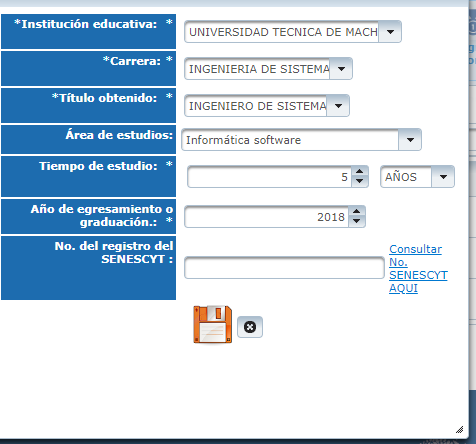 *Institución educativa: *
UNIVERSIDAD TECNICA DE MACH
*Carrera: *
INGENIERIA DE SISTEMA
*Título obtenido: *
INGENIERO DE SISTEMA
Área de estudios:
Informática software
Tiempo de estudio: *
5
AÑOS
Año de egresamiento o
graduación.: *
2018
No. del registro del
SENESCYT :
Consultar
No.
SENESCYT
AQUI